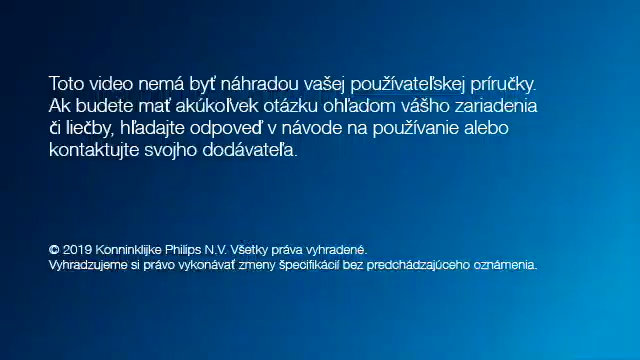 Toto video nemá byť náhradou vašej používateľskej príručky.
Ak budete mať akúkoľvek otázku ohľadom vášho zariadenia
či liečby, hľadajte odpoveď v návode na používanie alebo
kontaktujte svojho dodávateľa.
© 2019 Konninklijke Philips N.V. Všetky práva vyhradené.
Vyhradzujeme si právo vykonávať zmeny špecifikácií bez predchádzajúceho oznámenia.